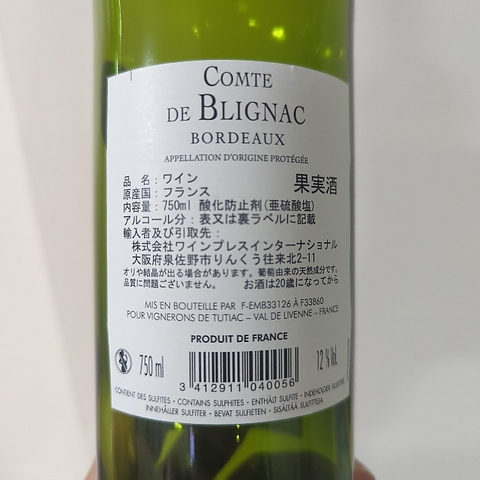 COMTE
DE BLIGNAC
BORDEAUX
APPELLATION D'ORIGINE PROTÉGÉE
品 名：ワイン 果実酒
原産国：フランス
内容量：750ml 酸化防止剤(亜硫酸塩)
アルコール分：表又は裏ラベルに記載
輸入者及び引取先：
株式会社ワインプレスインターナショナル
大阪府泉佐野市りんくう往来北2-11
オリや結晶が出る場合があります。葡萄由来の天然成分です。
品質に問題ございません。 お酒は20歳になってから
MIS EN BOUTEILLE PAR F-EMB33126 À F33860
POUR VIGNERONS DE TUTIAC – VAL DE LIVENNE – FRANCE
PRODUIT DE FRANCE
750 ml 12 % Vol.
3 412911 040056
CONTIENT DES SULFITES - CONTAINS SULPHITES - ENTHÄLT SULFITE - INDEHOLDER
INNEHÅLLER SULFITER - BEVAT SULFIETEN - SISÄLTÄÄ SULFIITTEJA